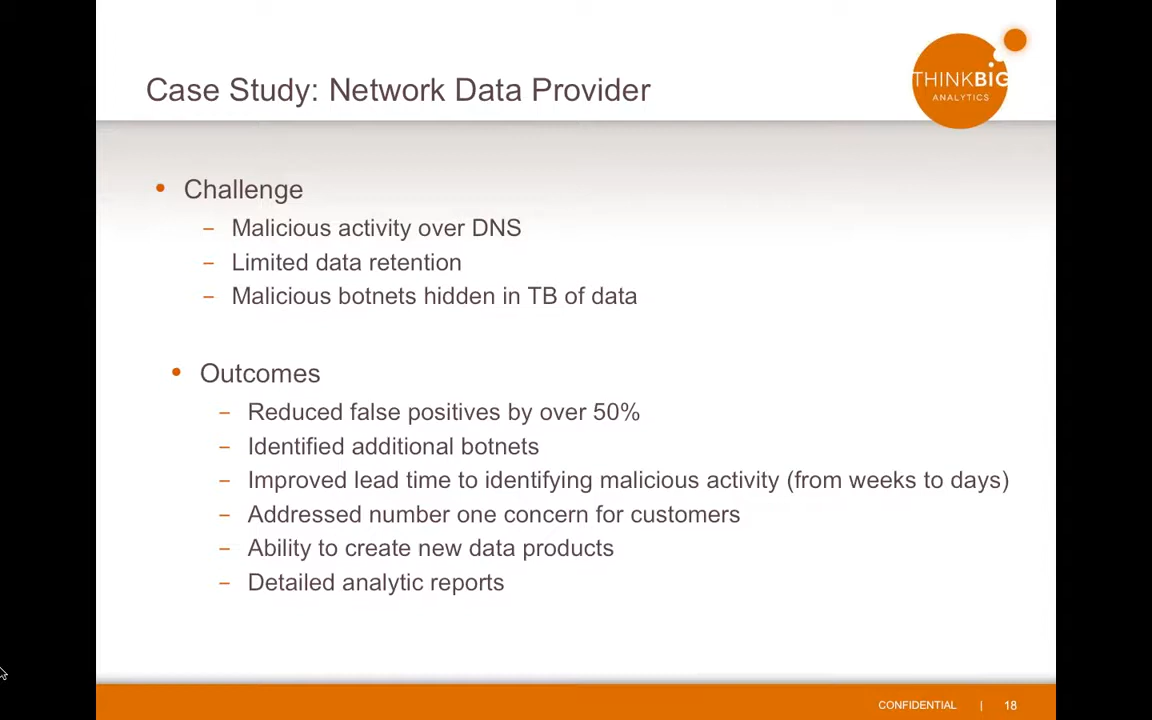 THINKBIG
ANALYTICS
Case Study: Network Data Provider
• Challenge
– Malicious activity over DNS
– Limited data retention
– Malicious botnets hidden in TB of data
• Outcomes
– Reduced false positives by over 50%
– Identified additional botnets
– Improved lead time to identifying malicious activity (from weeks to days)
– Addressed number one concern for customers
– Ability to create new data products
– Detailed analytic reports
CONFIDENTIAL | 18